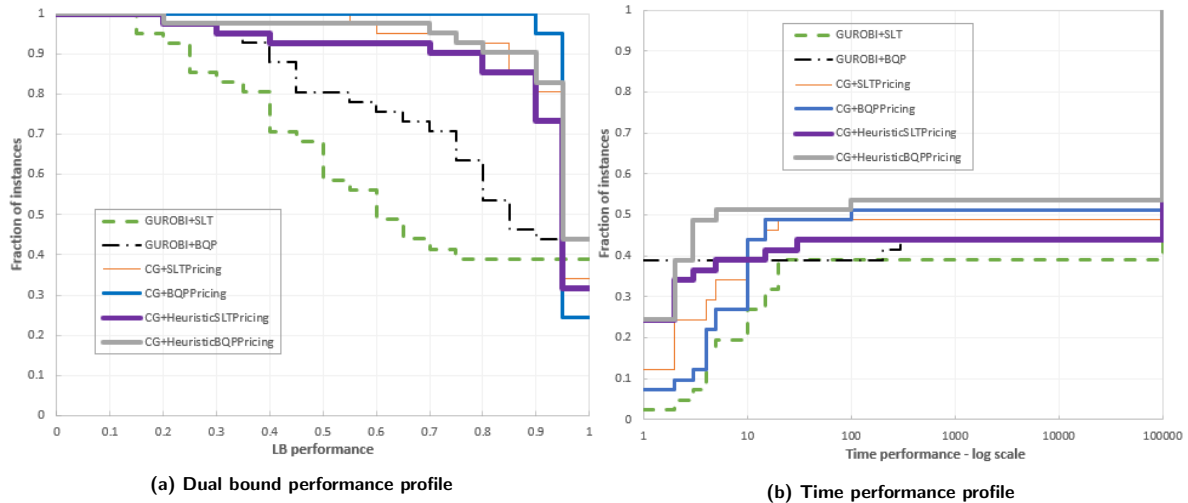 1
0.9
0.8
0.7
0.6
0.5
0.4
0.3
0.2
0.1
0
Fraction of instances
GUROBI+SLT
GUROBI+BQP
CG+SLTPricing
CG+BQPPricing
CG+HeuristicSLTPricing
CG+HeuristicBQPPricing
0 0.1 0.2 0.3 0.4 0.5 0.6 0.7 0.8 0.9 1
LB performance
(a) Dual bound performance profile
1
0.9
0.8
0.7
0.6
0.5
0.4
0.3
0.2
0.1
0
Fraction of instances
GUROBI+SLT
GUROBI+BQP
CG+SLTPricing
CG+BQPPricing
CG+HeuristicSLTPricing
CG+HeuristicBQPPricing
1 10 100 1000 10000 100000
Time performance - log scale
(b) Time performance profile